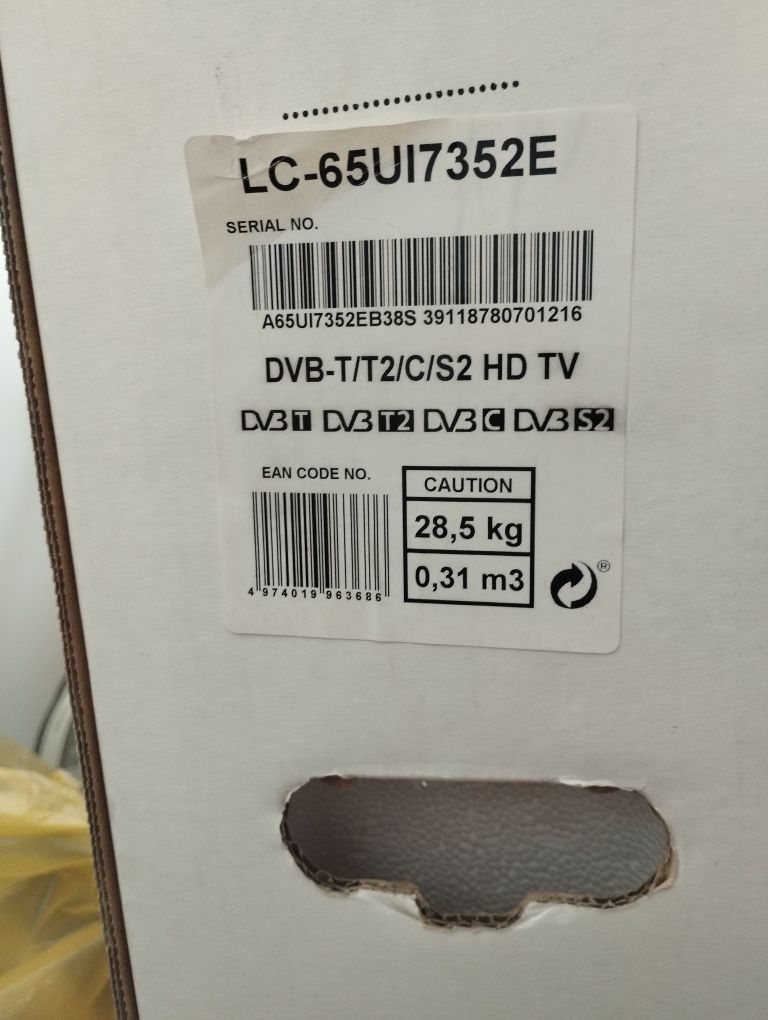 LC-65UI7352E
SERIAL NO.
A65UI7352EB38S 39118780701216
DVB-T/T2/C/S2 HD TV
DVB T DVB T2 DVB C DVB S2
EAN CODE NO.
4 974019 963686
CAUTION
28,5 kg
0,31 m3
®